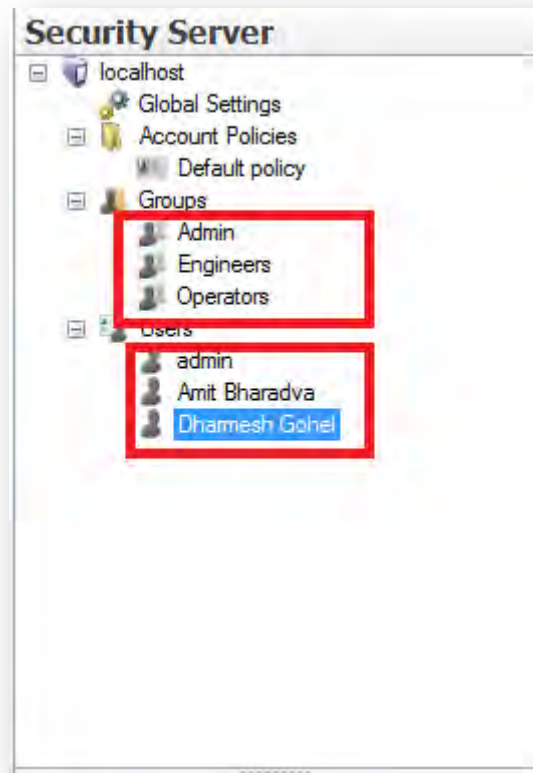 Security Server
localhost
Global Settings
Account Policies
Default policy
Groups
Admin
Engineers
Operators
Users
admin
Amit Bharadva
Dharmesh Gohel